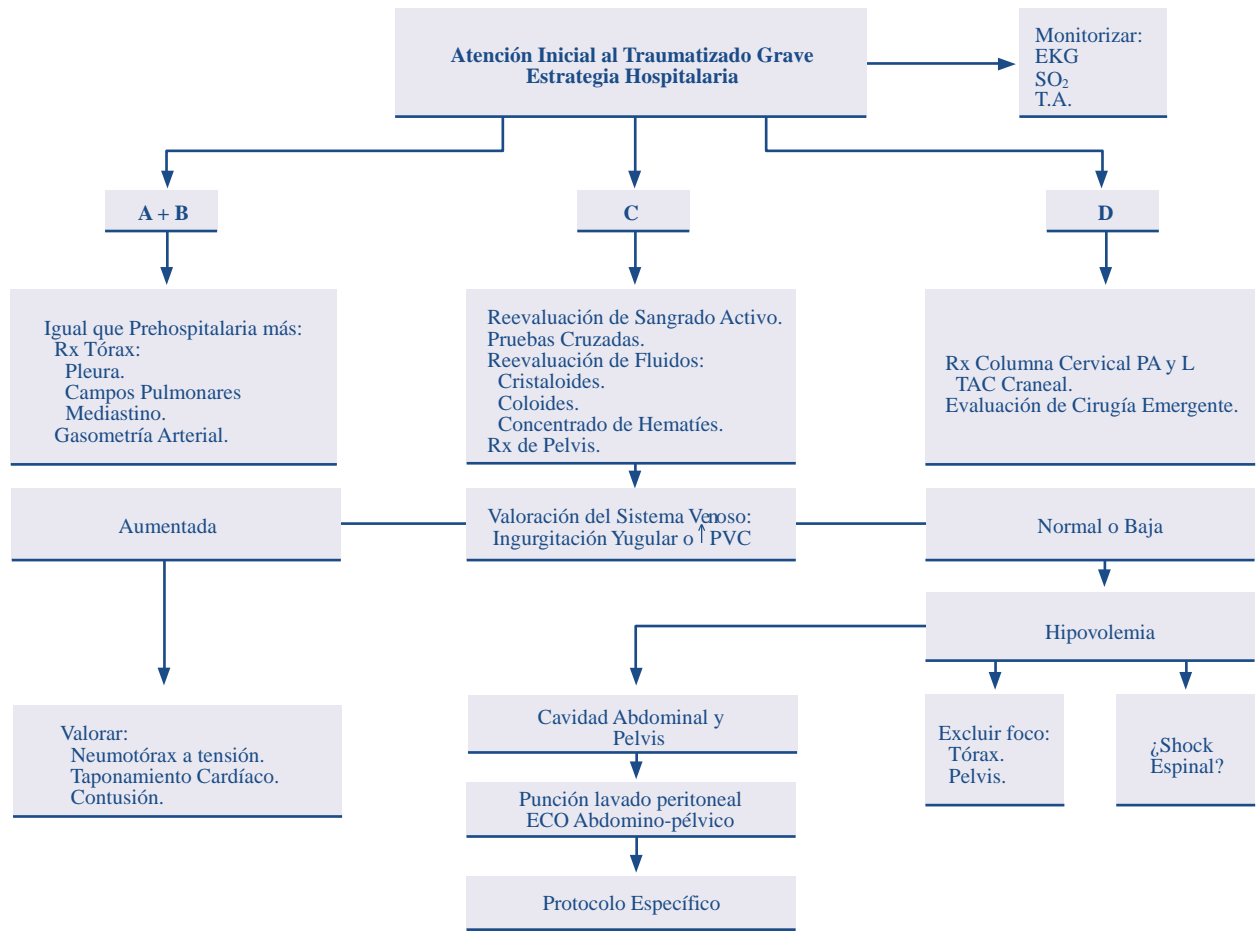 Atención Inicial al Traumatizado Grave
Estrategia Hospitalaria
Monitorizar:
EKG
SO₂
T.A.
A + B
C
D
Igual que Prehospitalaria más:
Rx Tórax:
Pleura.
Campos Pulmonares
Mediastino.
Gasometría Arterial.
Reevaluación de Sangrado Activo.
Pruebas Cruzadas.
Reevaluación de Fluidos:
Cristaloides.
Coloides.
Concentrado de Hematíes.
Rx de Pelvis.
Rx Columna Cervical PA y L
TAC Craneal.
Evaluación de Cirugía Emergente.
Aumentada
Valoración del Sistema Venoso:
Ingurgitación Yugular o ↑ PVC
Normal o Baja
Hipovolemia
Valorar:
Neumotórax a tensión.
Taponamiento Cardíaco.
Contusión.
Cavidad Abdominal y
Pelvis
Excluir foco:
Tórax.
Pelvis.
¿Shock
Espinal?
Punción lavado peritoneal
ECO Abdomino-pélvico
Protocolo Específico